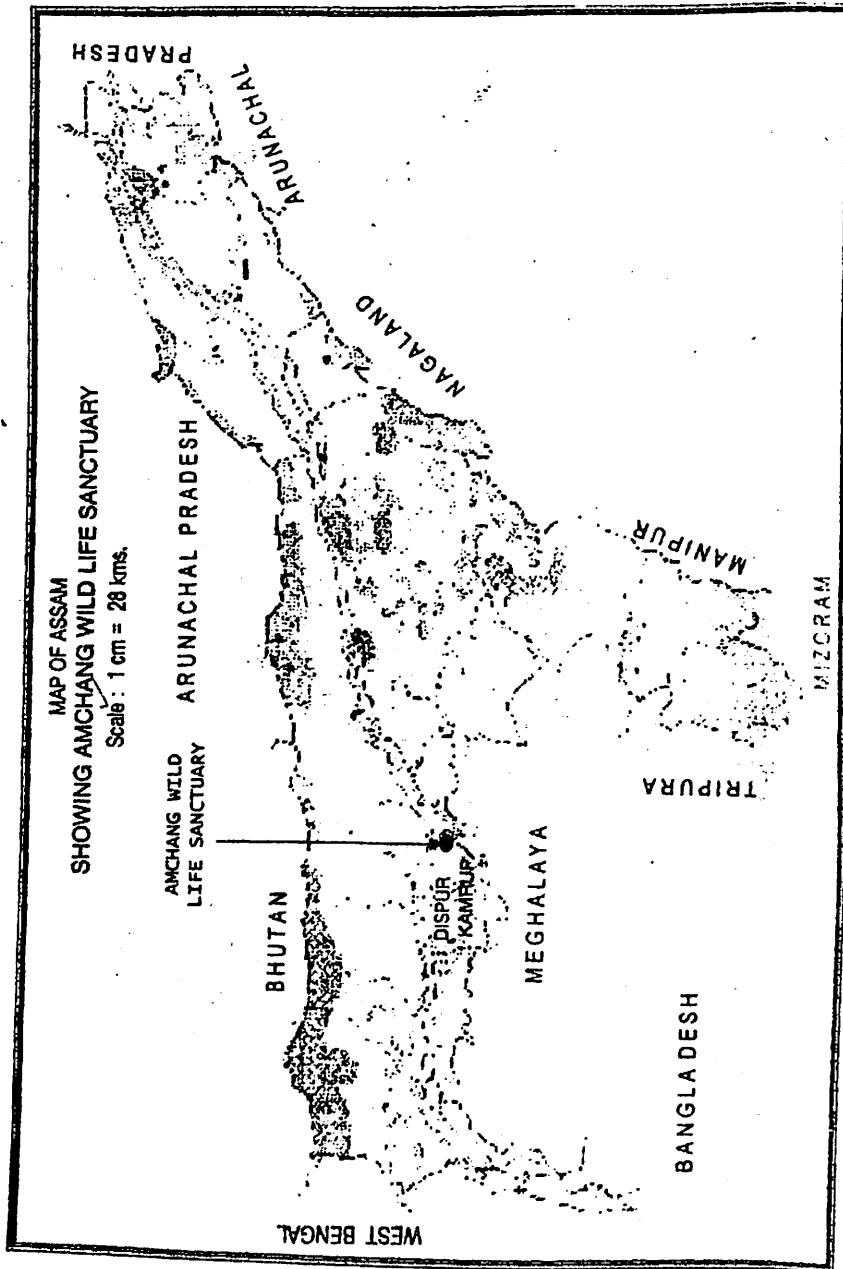 MAP OF ASSAM
SHOWING AMCHANG WILD LIFE SANCTUARY
Scale : 1 cm = 28 kms.
ARUNACHAL PRADESH
AMCHANG WILD
LIFE SANCTUARY
BHUTAN
ARUNACHAL
PRADESH
NAGALAND
MANIPUR
MIZORAM
TRIPURA
DISPUR
KAMRUP
MEGHALAYA
BANGLADESH
WEST BENGAL